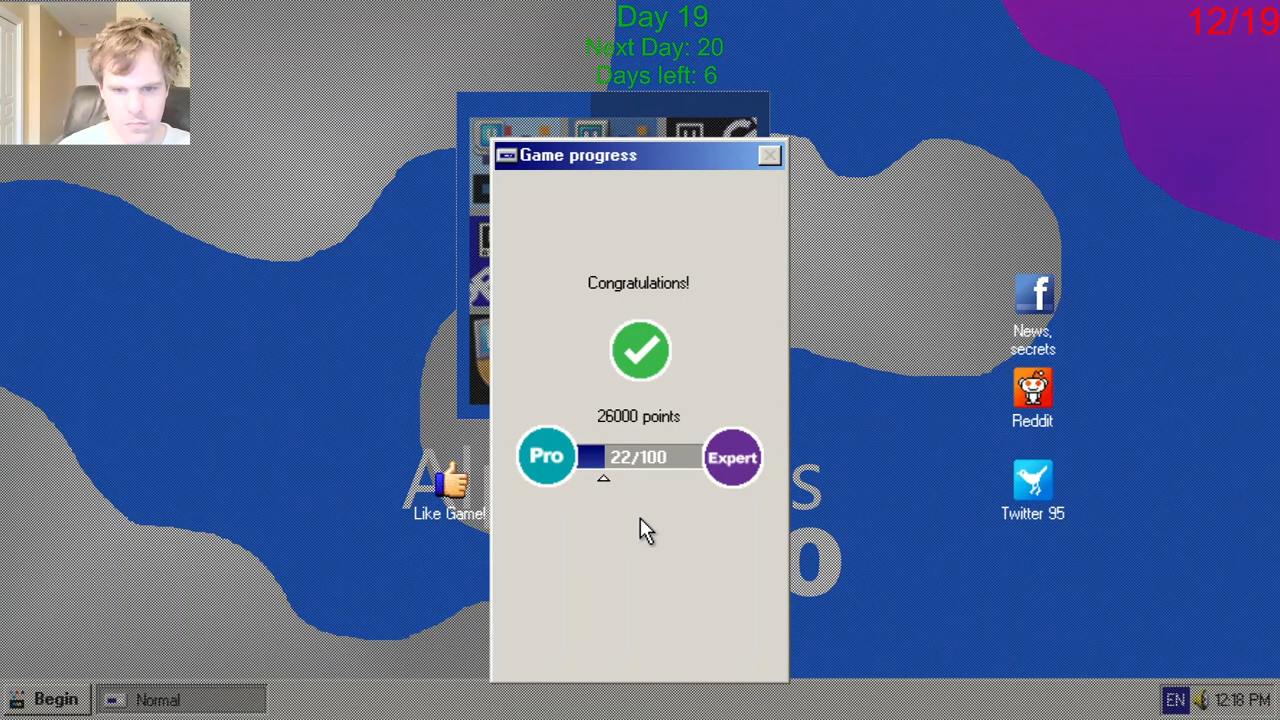 Day 19
Next Day: 20
Days left: 6
12/19
Game progress
Congratulations!
26000 points
Pro
22/100
Expert
Like Game!
News,
secrets
Reddit
Twitter 95
Begin
Normal
EN
12:18 PM